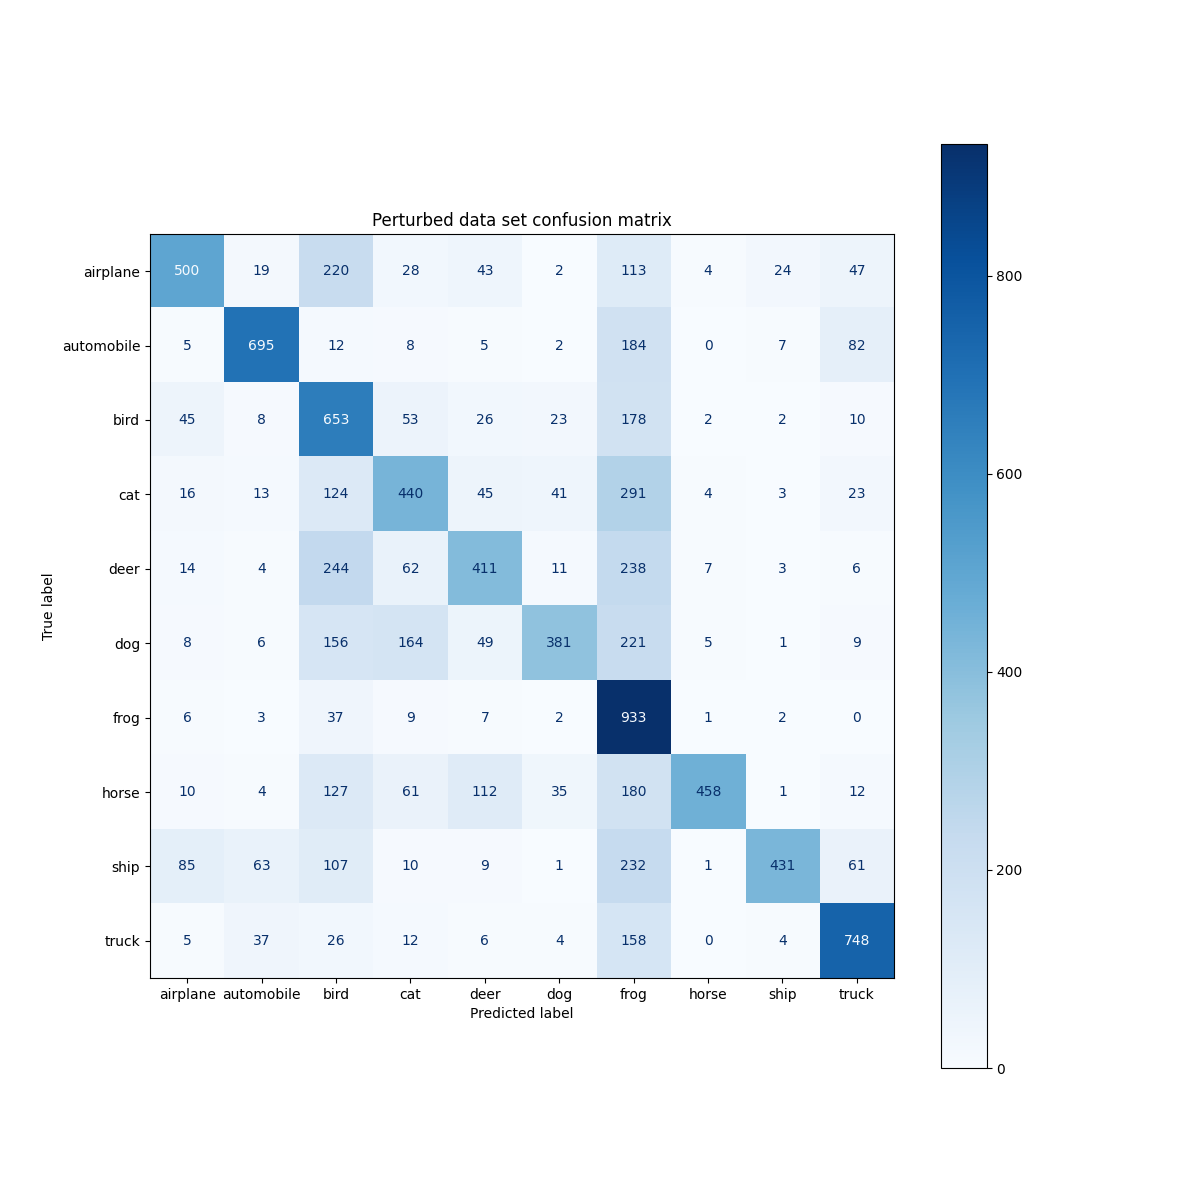 Perturbed data set confusion matrix
airplane 500 19 220 28 43 2 113 4 24 47
automobile 5 695 12 8 5 2 184 0 7 82
bird 45 8 653 53 26 23 178 2 2 10
cat 16 13 124 440 45 41 291 4 3 23
deer 14 4 244 62 411 11 238 7 3 6
dog 8 6 156 164 49 381 221 5 1 9
frog 6 3 37 9 7 2 933 1 2 0
horse 10 4 127 61 112 35 180 458 1 12
ship 85 63 107 10 9 1 232 1 431 61
truck 5 37 26 12 6 4 158 0 4 748
airplane automobile bird cat deer dog frog horse ship truck
Predicted label
True label
800
600
400
200
0